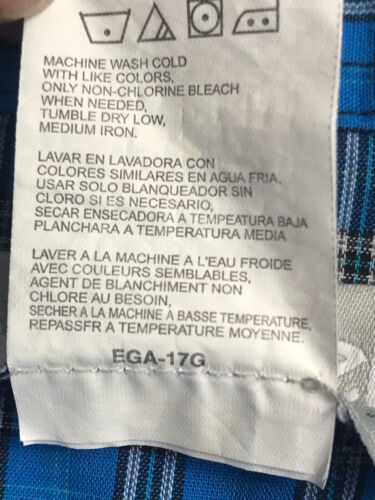 MACHINE WASH COLD
WITH LIKE COLORS,
ONLY NON-CHLORINE BLEACH
WHEN NEEDED,
TUMBLE DRY LOW,
MEDIUM IRON.
LAVAR EN LAVADORA CON
COLORES SIMILARES EN AGUA FRIA,
USAR SOLO BLANQUEADOR SIN
CLORO SI ES NECESARIO,
SECAR ENSECADORA A TEMPEATURA BAJA
PLANCHARA A TEMPERATURA MEDIA
LAVER A LA MACHINE A L'EAU FROIDE
AVEC COULEURS SEMBLABLES,
AGENT DE BLANCHIMENT NON
CHLORE AU BESOIN,
SECHER A LA MACHINE A BASSE TEMPERATURE,
REPASSFR A TEMPERATURE MOYENNE.
EGA-17G